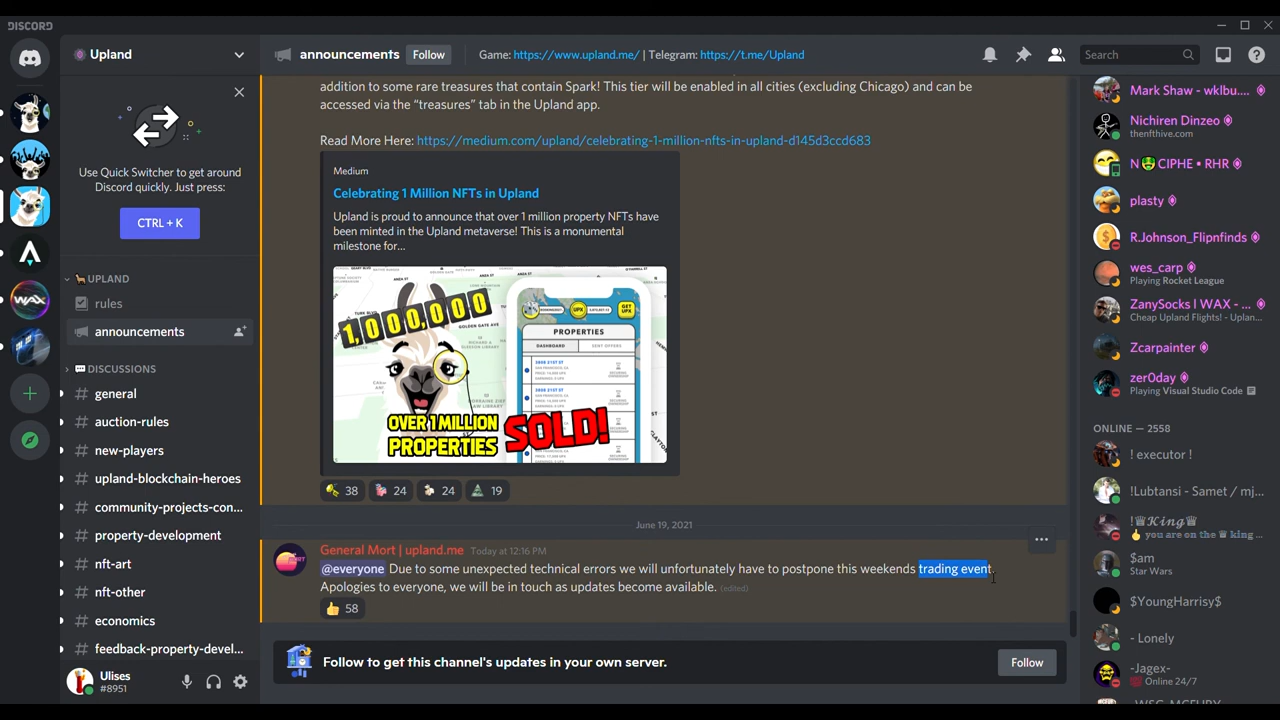 DISCORD
Upland
announcements
Follow
Game: https://www.upland.me/ | Telegram: https://t.me/Upland
Search
Use Quick Switcher to get around
Discord quickly. Just press:
CTRL + K
UPLAND
rules
announcements
DISCUSSIONS
general
auction-rules
new-players
upland-blockchain-heroes
community-projects-con...
property-development
nft-art
nft-other
economics
feedback-property-devel...
Ulises
#8951
addition to some rare treasures that contain Spark! This tier will be enabled in all cities (excluding Chicago) and can be
accessed via the “treasures” tab in the Upland app.
Read More Here: https://medium.com/upland/celebrating-1-million-nfts-in-upland-d145d3ccd683
Medium
Celebrating 1 Million NFTs in Upland
Upland is proud to announce that over 1 million property NFTs have
been minted in the Upland metaverse! This is a monumental
milestone for...
1,000,000
OVER 1 MILLION
PROPERTIES SOLD!
GET
UPX
PROPERTIES
DASHBOARD
SENT OFFERS
38
24
24
19
June 19, 2021
General Mort | upland.me Today at 12:16 PM
@everyone Due to some unexpected technical errors we will unfortunately have to postpone this weekends trading event.
Apologies to everyone, we will be in touch as updates become available. (edited)
58
Follow to get this channel's updates in your own server.
Follow
Mark Shaw - wklbu...
Nichiren Dinzeo
thenfthive.com
N CIPHE • RHR
plasty
R.Johnson_Flipnfinds
wes_carp
Playing Rocket League
ZanySocks | WAX - ...
Cheap Upland Flights! - Uplan...
Zcarpainter
zer0day
Playing Visual Studio Code
ONLINE — 2558
! executor !
!Lubtansi - Samet / mj...
!♕𝓚𝓲𝓷𝓰♕
you are on the ♕ king ...
$am
Star Wars
$YoungHarrisy$
- Lonely
-Jagex-
Online 24/7